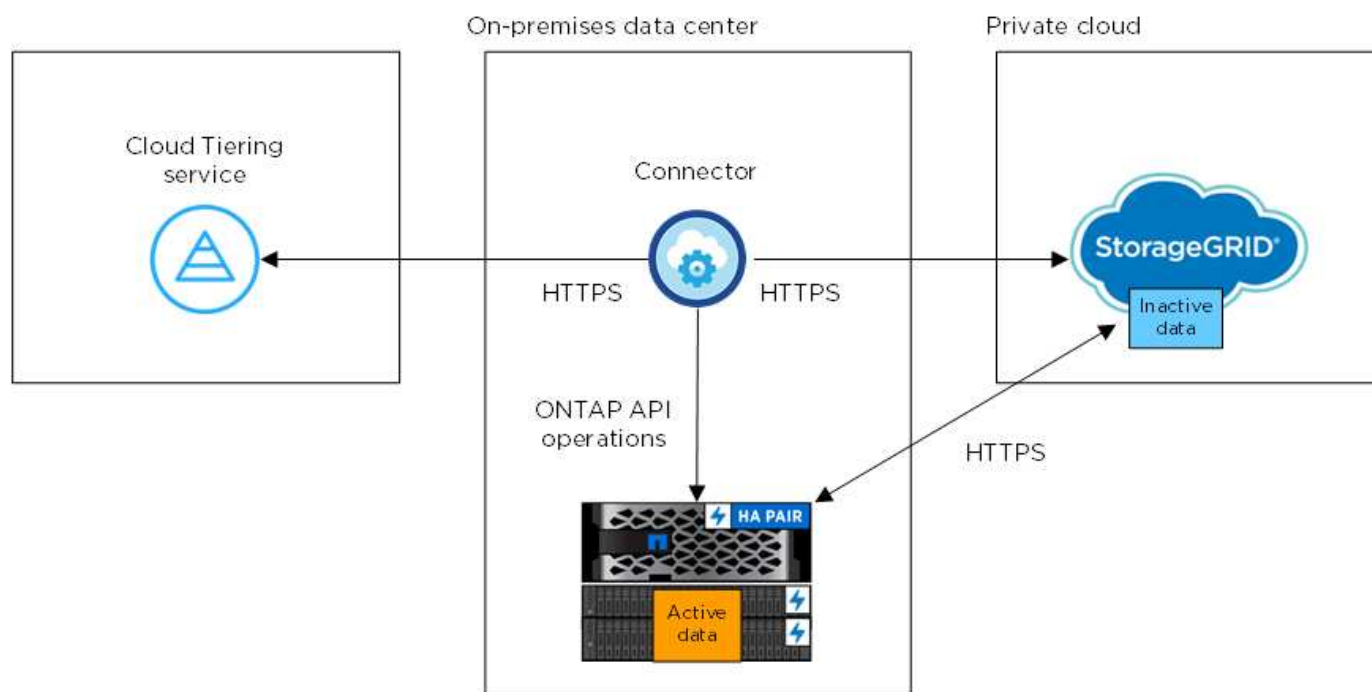 On-premises data center
Private cloud
Cloud Tiering
service
Connector
StorageGRID®
Inactive
data
HTTPS
HTTPS
ONTAP API
operations
HTTPS
HA PAIR
Active
data